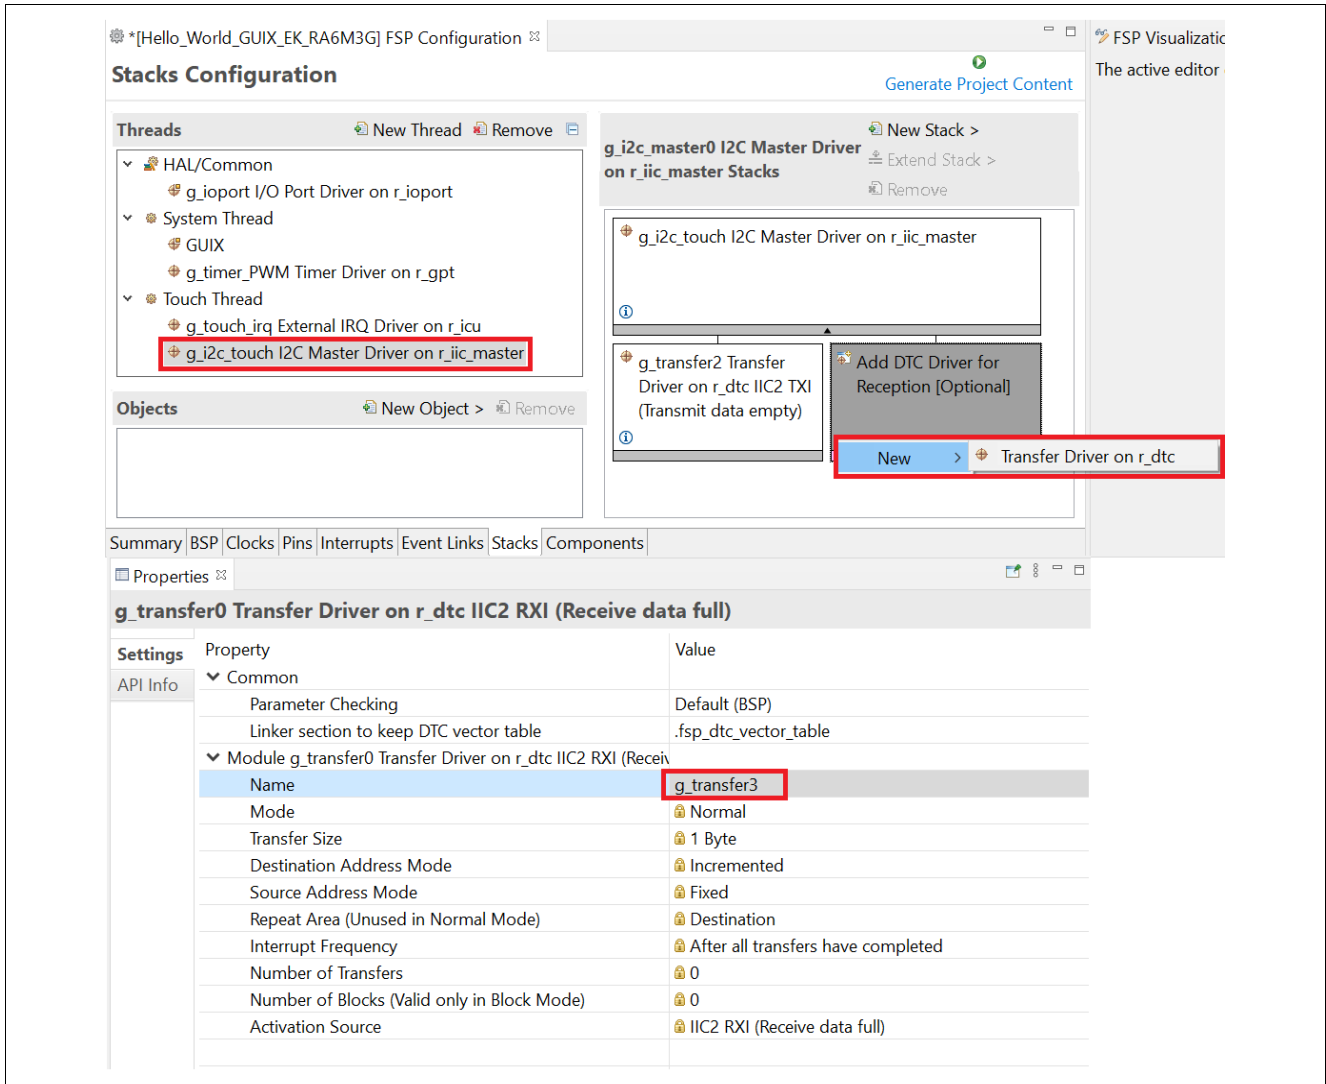 *[Hello_World_GUIX_EK_RA6M3G] FSP Configuration
FSP Visualizatio
Stacks Configuration
Generate Project Content
The active editor
Threads
New Thread
Remove
HAL/Common
g_ioport I/O Port Driver on r_ioport
System Thread
GUIX
g_timer_PWM Timer Driver on r_gpt
Touch Thread
g_touch_irq External IRQ Driver on r_icu
g_i2c_touch I2C Master Driver on r_iic_master
Objects
New Object >
Remove
g_i2c_master0 I2C Master Driver
on r_iic_master Stacks
New Stack >
Extend Stack >
Remove
g_i2c_touch I2C Master Driver on r_iic_master
g_transfer2 Transfer
Driver on r_dtc IIC2 TXI
(Transmit data empty)
Add DTC Driver for
Reception [Optional]
New >
Transfer Driver on r_dtc
Summary BSP Clocks Pins Interrupts Event Links Stacks Components
Properties
g_transfer0 Transfer Driver on r_dtc IIC2 RXI (Receive data full)
Settings
API Info
Property Value
Common
Parameter Checking Default (BSP)
Linker section to keep DTC vector table .fsp_dtc_vector_table
Module g_transfer0 Transfer Driver on r_dtc IIC2 RXI (Receiv
Name g_transfer3
Mode Normal
Transfer Size 1 Byte
Destination Address Mode Incremented
Source Address Mode Fixed
Repeat Area (Unused in Normal Mode) Destination
Interrupt Frequency After all transfers have completed
Number of Transfers 0
Number of Blocks (Valid only in Block Mode) 0
Activation Source IIC2 RXI (Receive data full)